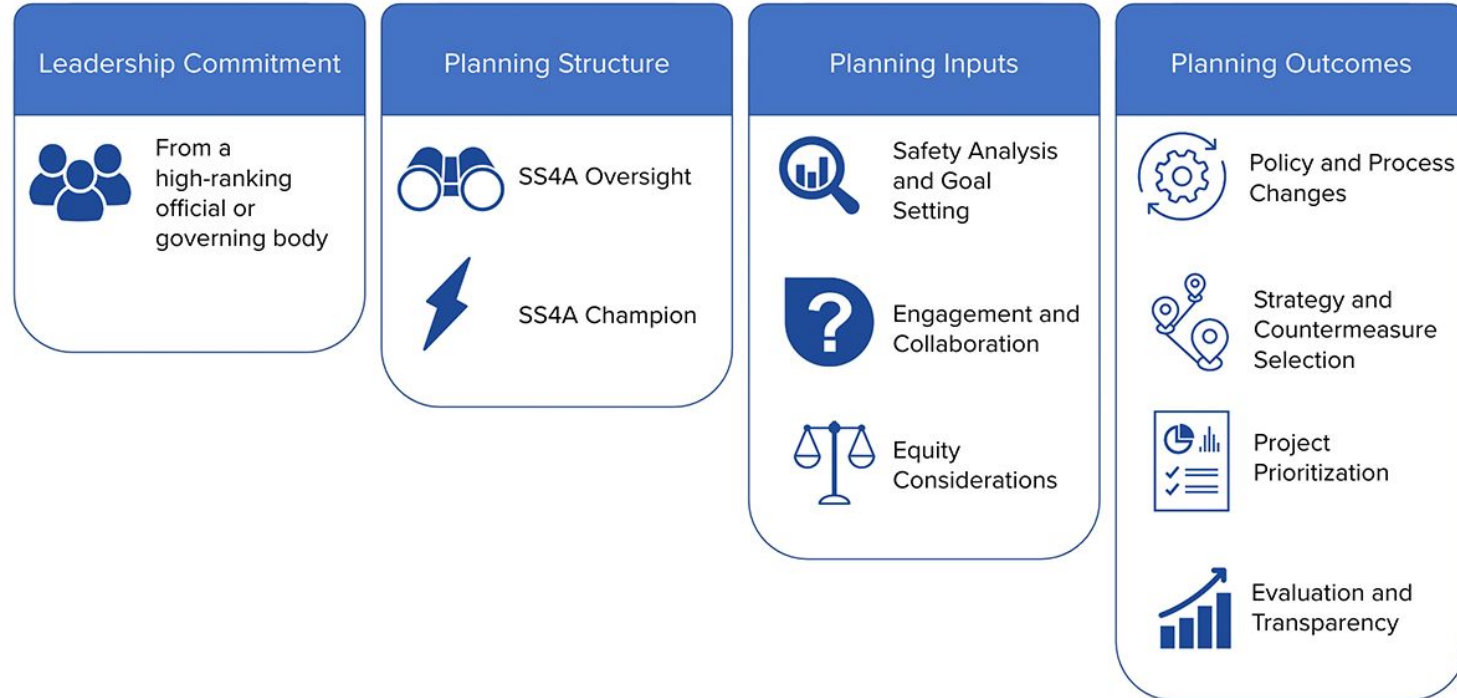 Leadership Commitment
From a
high-ranking
official or
governing body
Planning Structure
SS4A Oversight
SS4A Champion
Planning Inputs
Safety Analysis
and Goal
Setting
?
Engagement and
Collaboration
Equity
Considerations
Planning Outcomes
Policy and Process
Changes
Strategy and
Countermeasure
Selection
Project
Prioritization
Evaluation and
Transparency